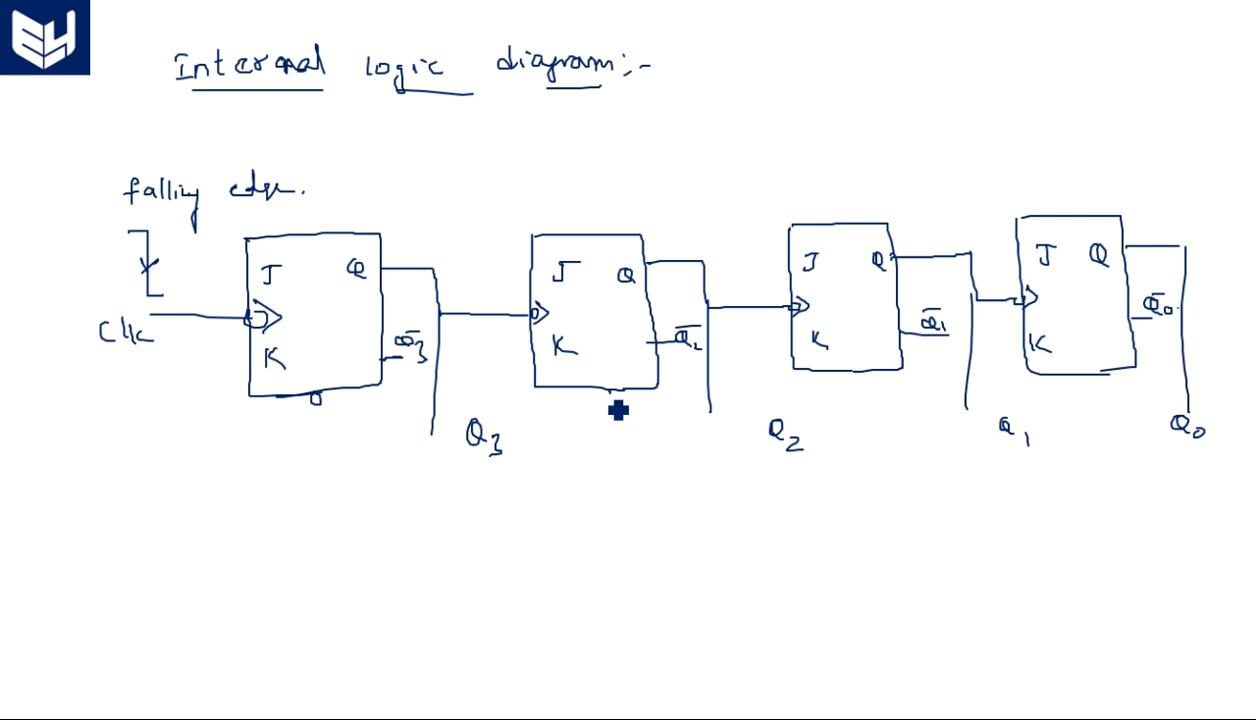 Internal logic diagram:-
falling edge.
J Q J Q J Q J Q
Clk
K Q̅3 K Q̅2 K Q̅1 K Q̅0
Q3 Q2 Q1 Q0